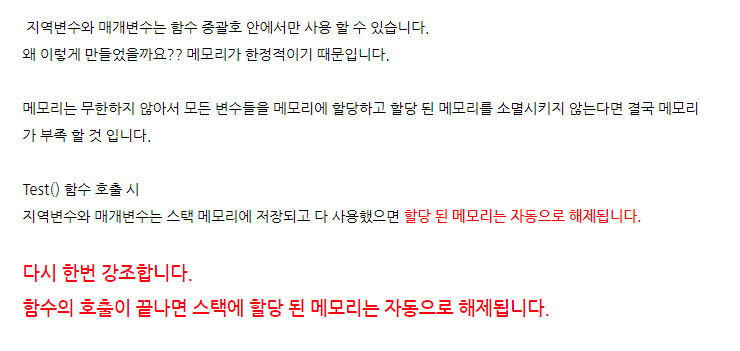 지역변수와 매개변수는 함수 중괄호 안에서만 사용 할 수 있습니다.
왜 이렇게 만들었을까요?? 메모리가 한정적이기 때문입니다.
메모리는 무한하지 않아서 모든 변수들을 메모리에 할당하고 할당 된 메모리를 소멸시키지 않는다면 결국 메모리
가 부족 할 것 입니다.
Test() 함수 호출 시
지역변수와 매개변수는 스택 메모리에 저장되고 다 사용했으면 할당 된 메모리는 자동으로 해제됩니다.
다시 한번 강조합니다.
함수의 호출이 끝나면 스택에 할당 된 메모리는 자동으로 해제됩니다.